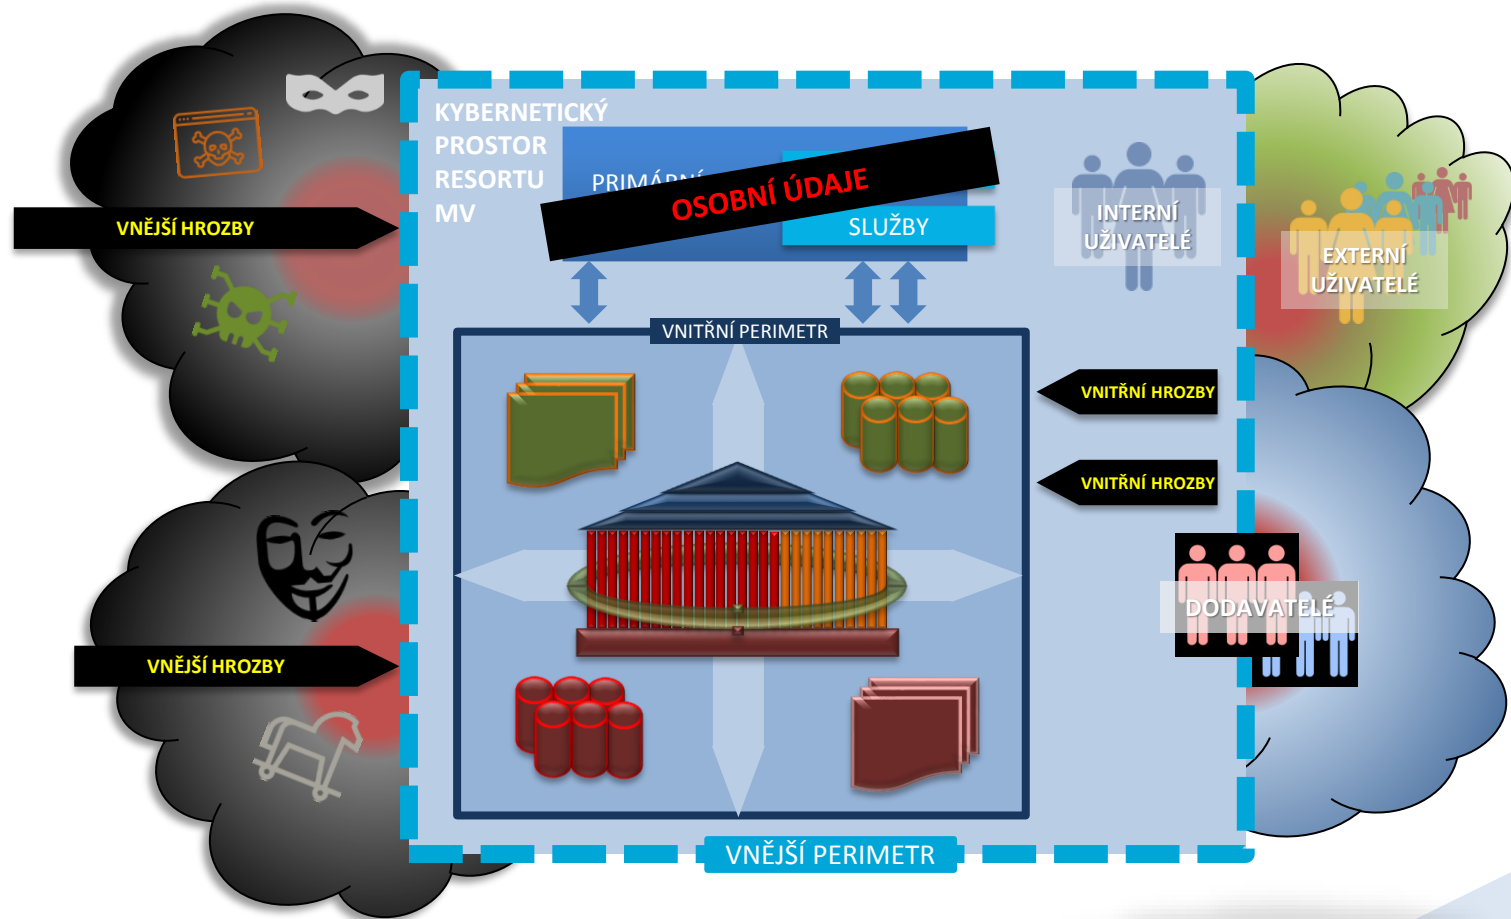 KYBERNETICKÝ
PROSTOR
RESORTU
MV
PRIMÁRNÍ
OSOBNÍ ÚDAJE
SLUŽBY
INTERNÍ
UŽIVATELÉ
EXTERNÍ
UŽIVATELÉ
VNĚJŠÍ HROZBY
VNITŘNÍ PERIMETR
VNITŘNÍ HROZBY
VNITŘNÍ HROZBY
DODAVATELÉ
VNĚJŠÍ HROZBY
VNĚJŠÍ PERIMETR